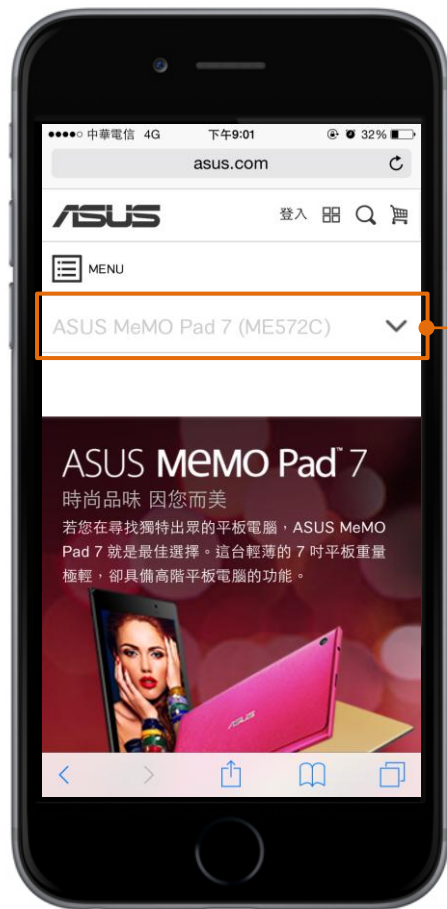 中華電信 4G 下午9:01 32%
asus.com
ASUS 登入
MENU
ASUS MeMO Pad 7 (ME572C)
ASUS MeMO Pad™ 7
時尚品味 因您而美
若您在尋找獨特出眾的平板電腦，ASUS MeMO
Pad 7 就是最佳選擇。這台輕薄的 7 吋平板重量
極輕，卻具備高階平板電腦的功能。
ASUS